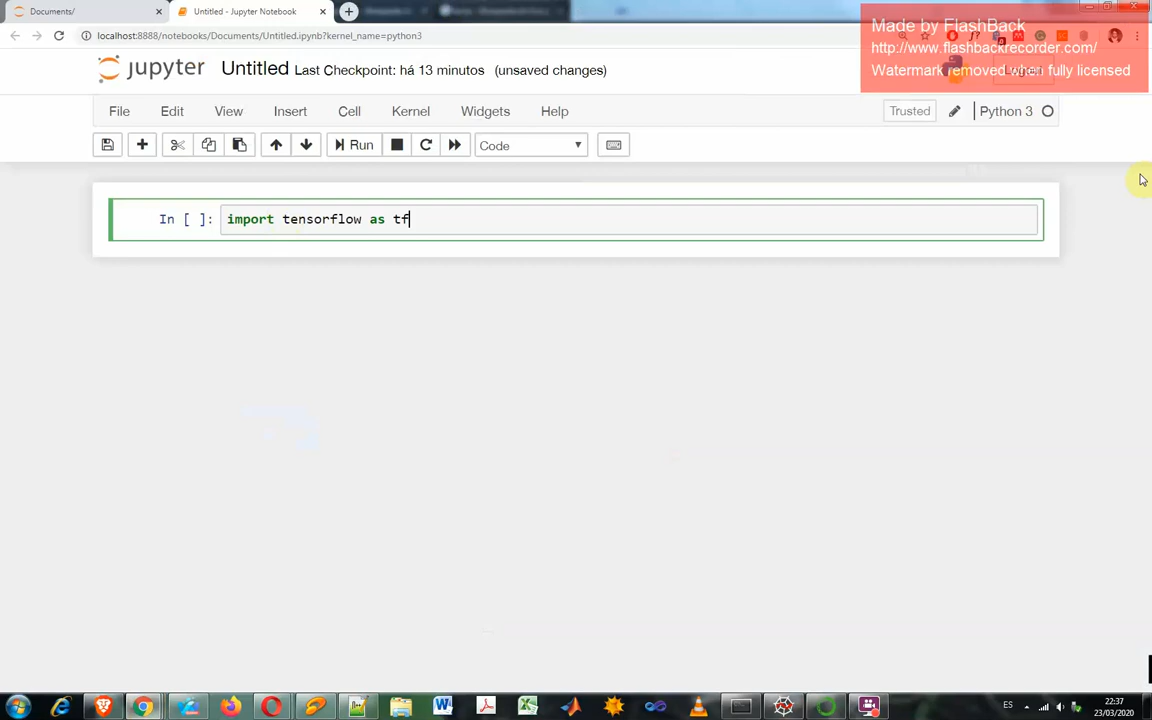 Documents/
Untitled - Jupyter Notebook
localhost:8888/notebooks/Documents/Untitled.ipynb?kernel_name=python3
Made by FlashBack
http://www.flashbackrecorder.com/
Watermark removed when fully licensed
jupyter Untitled Last Checkpoint: há 13 minutos (unsaved changes)
File Edit View Insert Cell Kernel Widgets Help
Trusted Python 3
Run Code
In [ ]: import tensorflow as tf
ES 22:37
23/03/2020